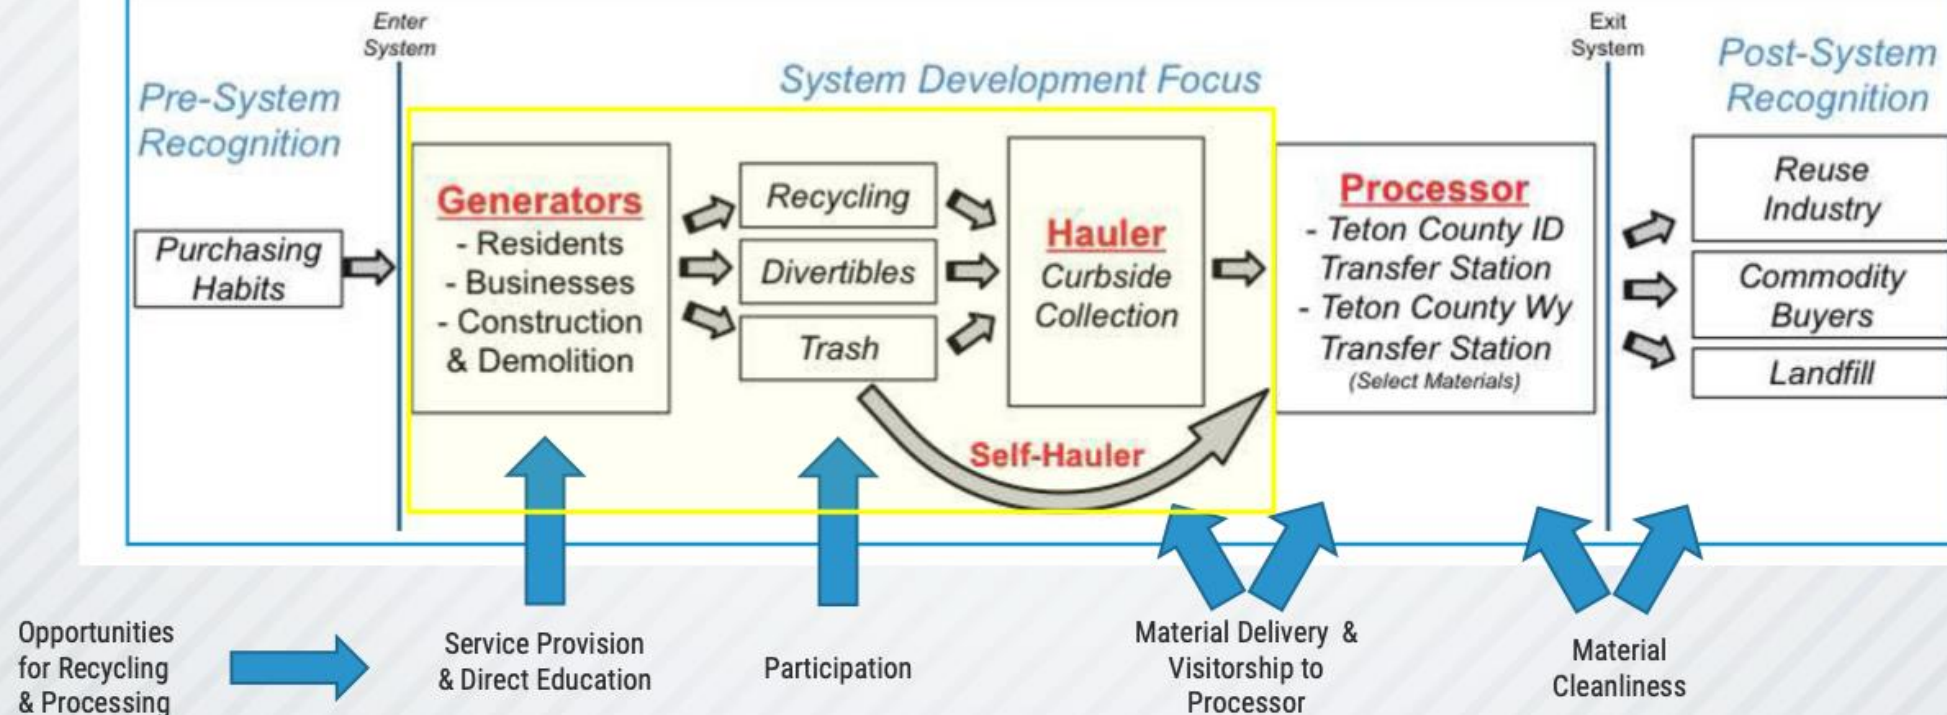 Enter
System
Exit
System
Pre-System
Recognition
System Development Focus
Post-System
Recognition
Purchasing
Habits
Generators
- Residents
- Businesses
- Construction
& Demolition
Recycling
Divertibles
Trash
Hauler
Curbside
Collection
Self-Hauler
Processor
- Teton County ID
Transfer Station
- Teton County Wy
Transfer Station
(Select Materials)
Reuse
Industry
Commodity
Buyers
Landfill
Opportunities
for Recycling
& Processing
Service Provision
& Direct Education
Participation
Material Delivery &
Visitorship to
Processor
Material
Cleanliness